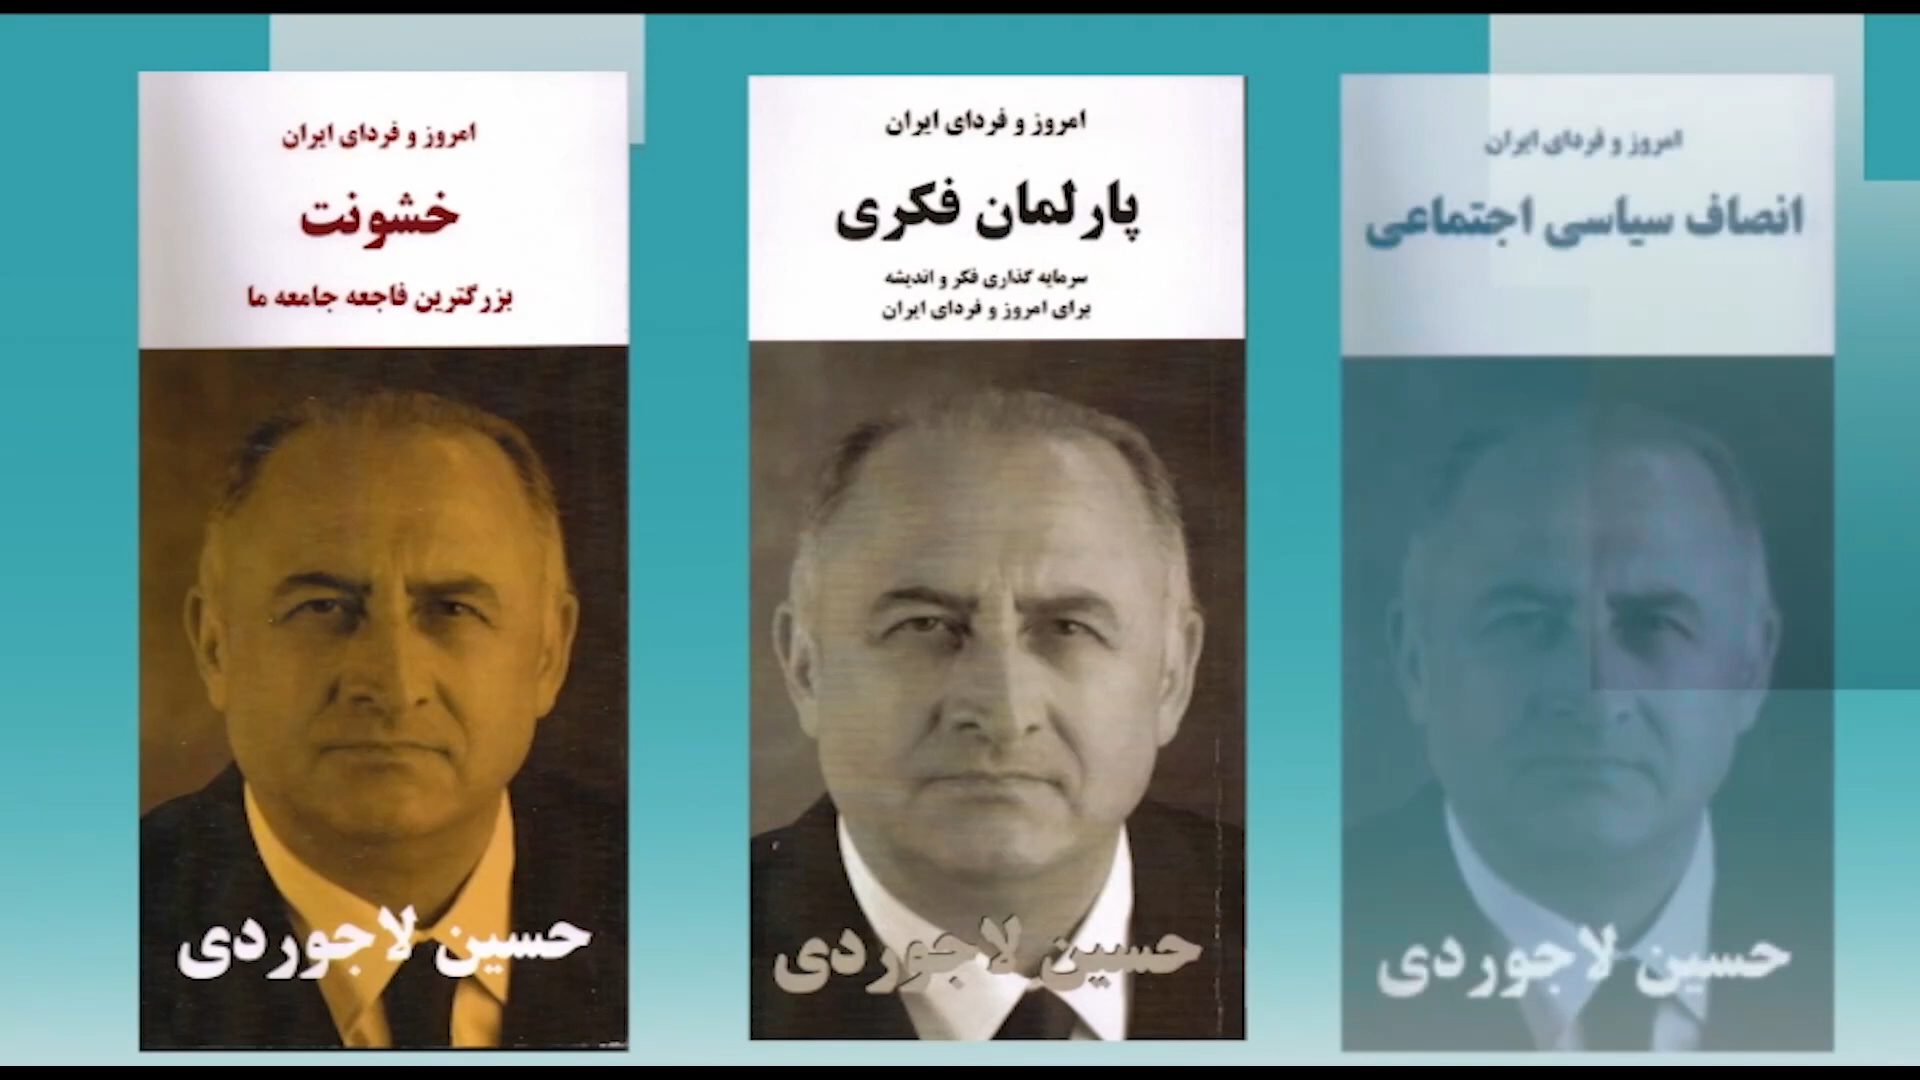 امروز و فردای ایران
انصاف سیاسی اجتماعی
حسین لاجوردی
امروز و فردای ایران
پارلمان فکری
سرمایه گذاری فکر و اندیشه
برای امروز و فردای ایران
حسین لاجوردی
امروز و فردای ایران
خشونت
بزرگترین فاجعه جامعه ما
حسین لاجوردی